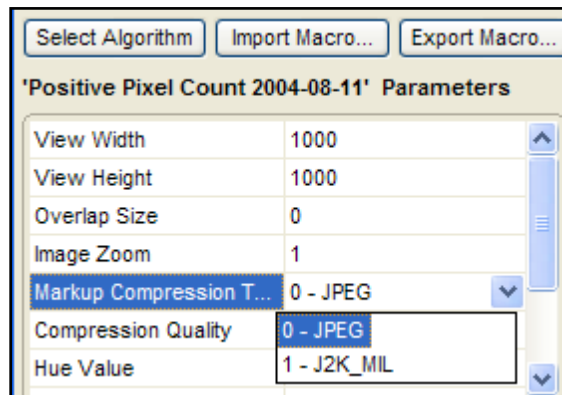 Select Algorithm Import Macro... Export Macro...
'Positive Pixel Count 2004-08-11' Parameters
View Width 1000
View Height 1000
Overlap Size 0
Image Zoom 1
Markup Compression T... 0 - JPEG
Compression Quality 0 - JPEG
Hue Value 1 - J2K_MIL